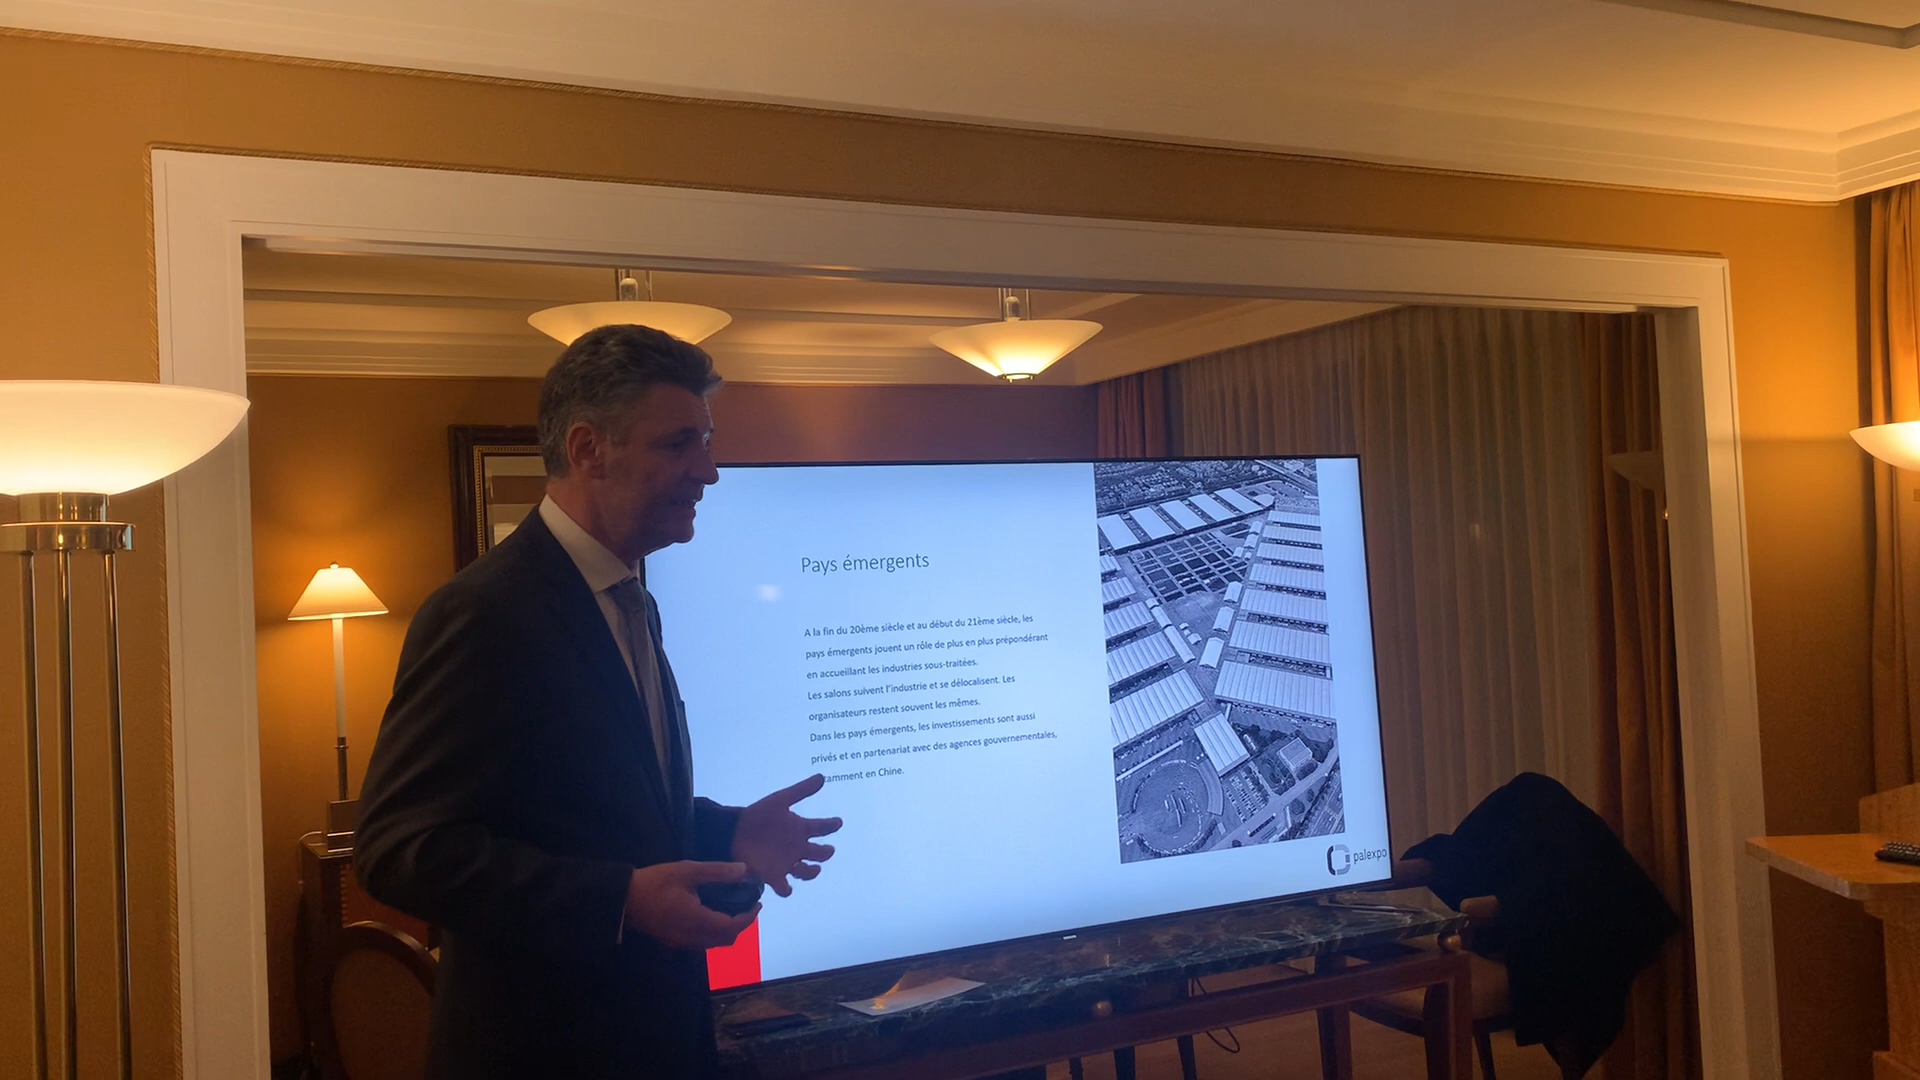 Pays émergents
A la fin du 20ème siècle et au début du 21ème siècle, les
pays émergents jouent un rôle de plus en plus prépondérant
en accueillant les industries sous-traitées.
Les salons suivent l'industrie et se délocalisent. Les
organisateurs restent souvent les mêmes.
Dans les pays émergents, les investissements sont aussi
privés et en partenariat avec des agences gouvernementales,
en Chine.
palexpo